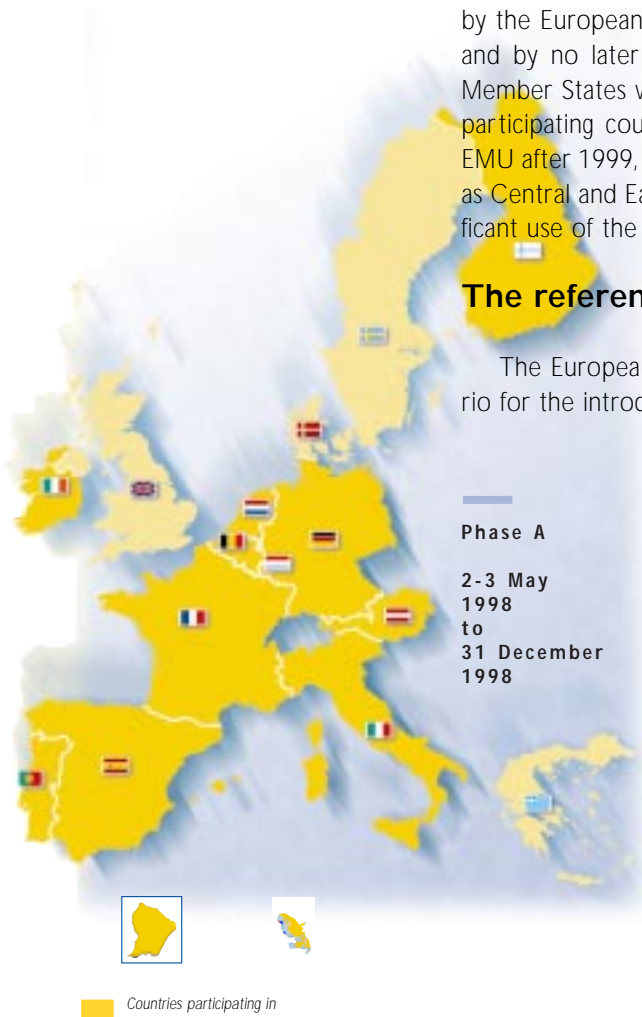 by the European
and by no later
Member States w
participating cou
EMU after 1999,
as Central and Ea
ficant use of the
The referen
The Europea
rio for the introd
Phase A
2-3 May
1998
to
31 December
1998
Countries participating in